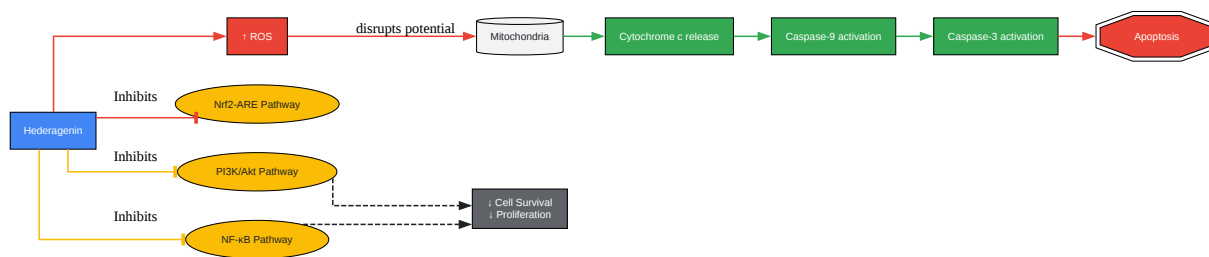 disrupts potential
↑ ROS
Mitochondria
Cytochrome c release
Caspase-9 activation
Caspase-3 activation
Apoptosis
Inhibits
Nrf2-ARE Pathway
Hederagenin
Inhibits
PI3K/Akt Pathway
↓ Cell Survival
↓ Proliferation
Inhibits
NF-κB Pathway